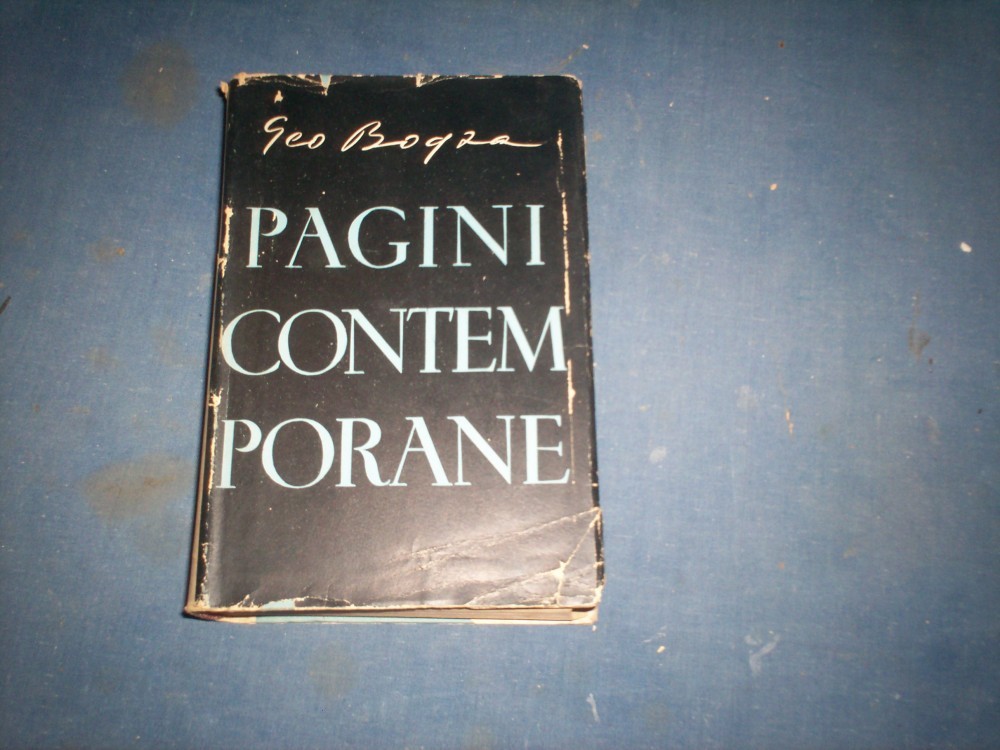 Geo Bogza
PAGINI
CONTEM
PORANE